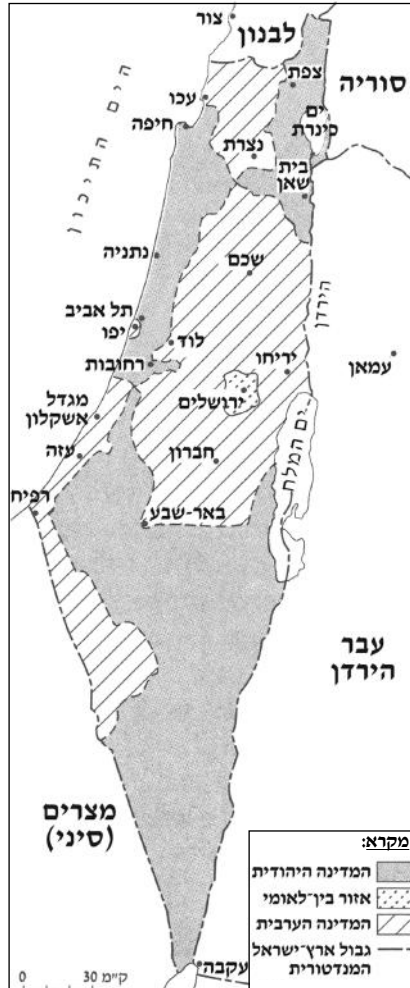 צור
לבנון
סוריה
צפת
ים
כינרת
עכו
חיפה
נצרת
בית
שאן
הים התיכון
נתניה
שכם
הירדן
תל אביב
יפו
לוד
עמאן
רחובות
יריחו
ירושלים
מגדל
אשקלון
עזה
חברון
ים המלח
רפיח
באר-שבע
עבר
הירדן
מצרים
(סיני)
מקרא:
המדינה היהודית
אזור בין-לאומי
המדינה הערבית
גבול ארץ-ישראל
המנדטורית
עקבה
0 30 ק"מ